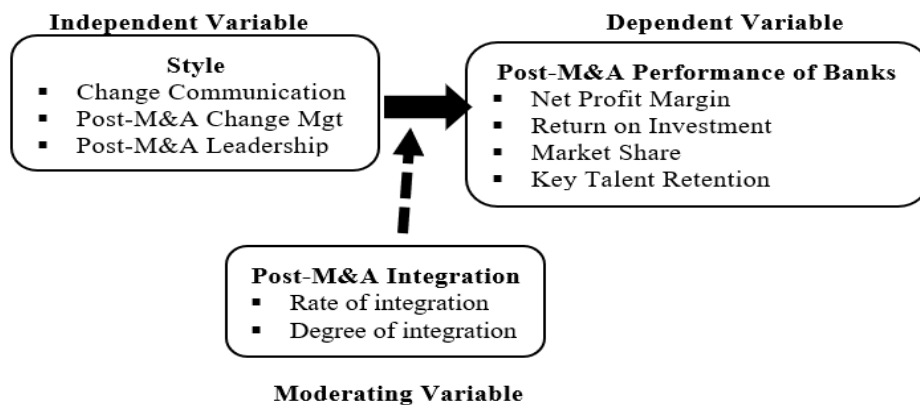 Independent Variable
Style
▪ Change Communication
▪ Post-M&A Change Mgt
▪ Post-M&A Leadership
Dependent Variable
Post-M&A Performance of Banks
▪ Net Profit Margin
▪ Return on Investment
▪ Market Share
▪ Key Talent Retention
Post-M&A Integration
▪ Rate of integration
▪ Degree of integration
Moderating Variable